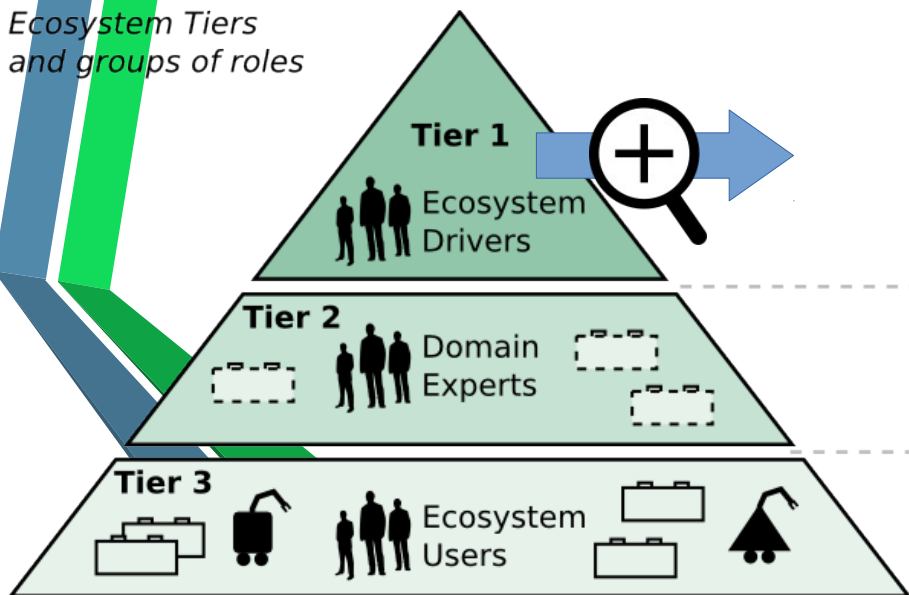 Ecosystem Tiers
and groups of roles
Tier 1
Ecosystem
Drivers
Tier 2
Domain
Experts
Tier 3
Ecosystem
Users